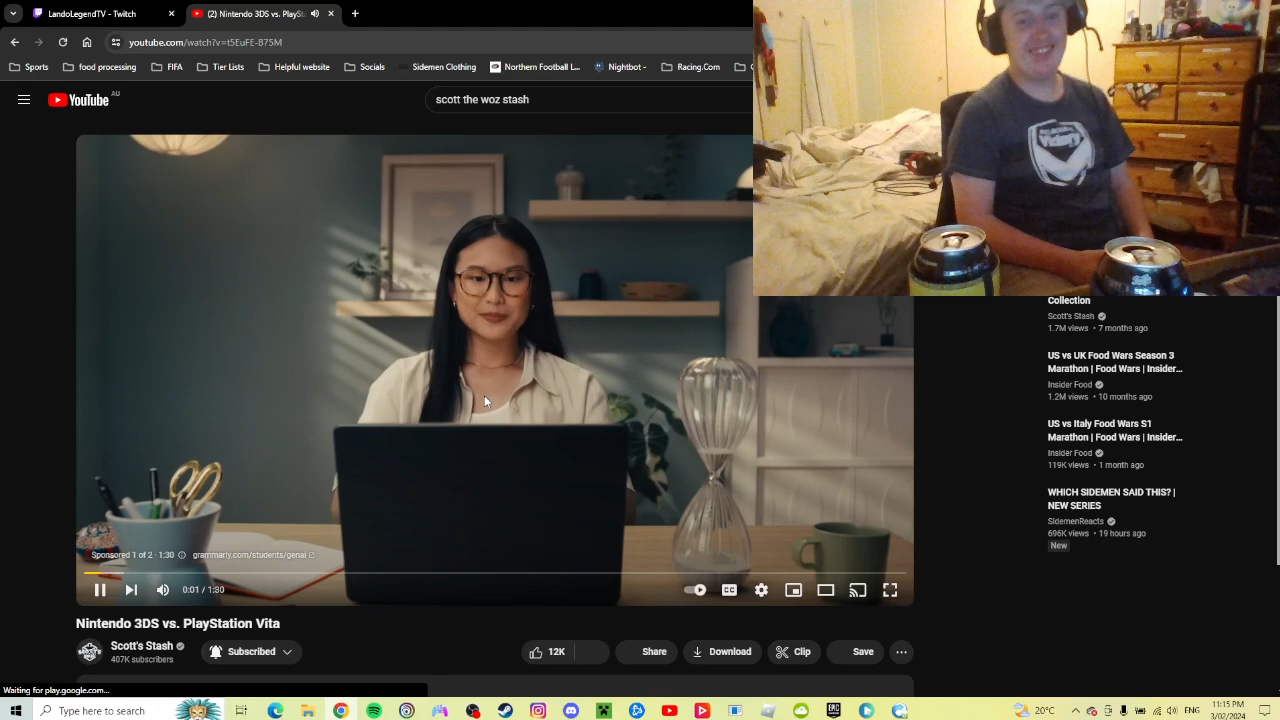 LandoLegendTV - Twitch
(2) Nintendo 3DS vs. PlaySt
youtube.com/watch?v=t5EuFE-B75M
Sports
food processing
FIFA
Tier Lists
Helpful website
Socials
Sidemen Clothing
Northern Football L...
Nightbot -
Racing.Com
YouTube AU
scott the woz stash
Victory
Sponsored 1 of 2 · 1:30
grammarly.com/students/genai
0:01 / 1:30
CC
Nintendo 3DS vs. PlayStation Vita
Scott's Stash
407K subscribers
Subscribed
12K
Share
Download
Clip
Save
Collection
Scott's Stash
1.7M views • 7 months ago
US vs UK Food Wars Season 3
Marathon | Food Wars | Insider...
Insider Food
1.2M views • 10 months ago
US vs Italy Food Wars S1
Marathon | Food Wars | Insider...
Insider Food
119K views • 1 month ago
WHICH SIDEMEN SAID THIS? |
NEW SERIES
SidemenReacts
696K views • 19 hours ago
New
Waiting for play.google.com...
Type here to search
EPIC
20°C
ENG
11:15 PM
3/02/2024